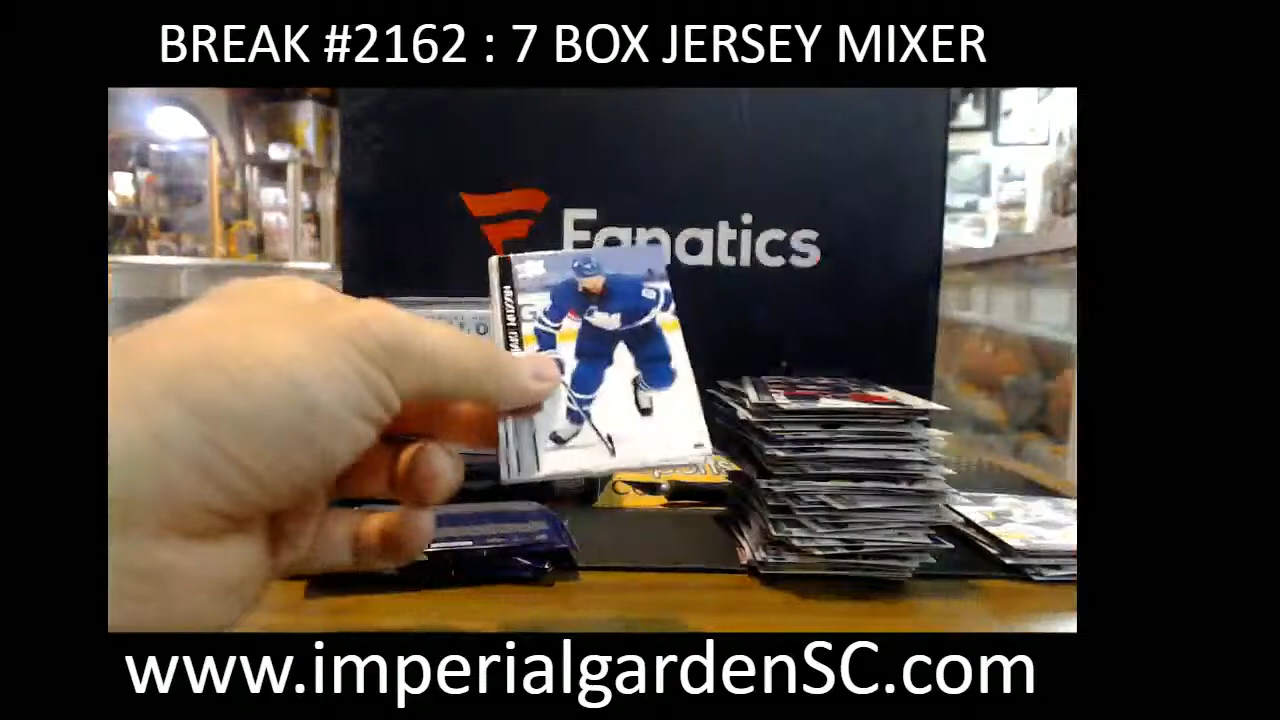 BREAK #2162 : 7 BOX JERSEY MIXER
Fanatics
www.imperialgardenSC.com